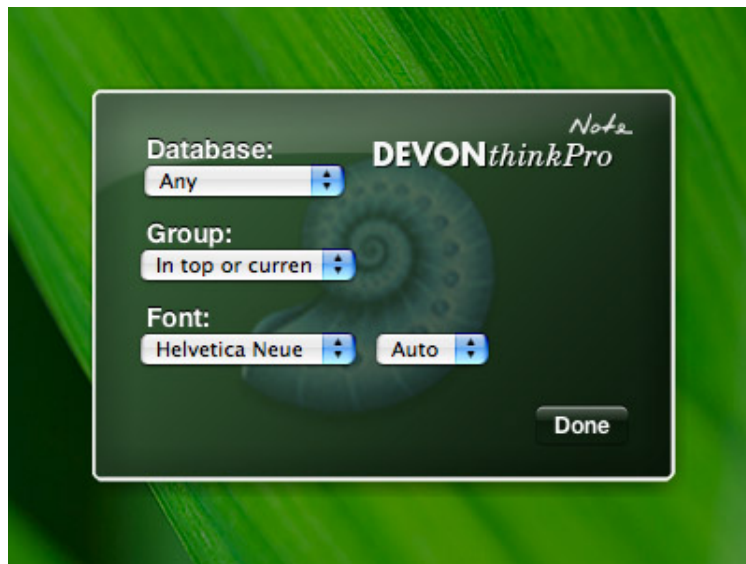 Note
DEVONthinkPro
Database:
Any
Group:
In top or curren
Font:
Helvetica Neue
Auto
Done